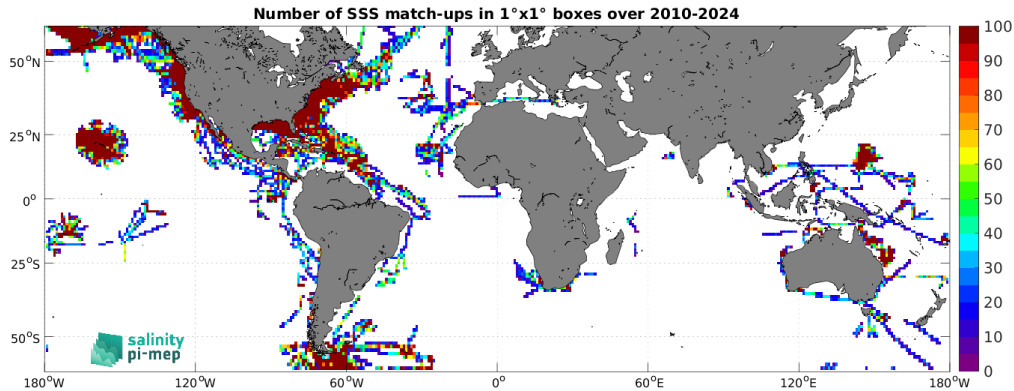 Number of SSS match-ups in 1°x1° boxes over 2010-2024
50°N
25°N
0°
25°S
50°S
180°W
120°W
60°W
0°
60°E
120°E
180°W
100
90
80
70
60
50
40
30
20
10
0
salinity
pi-mep